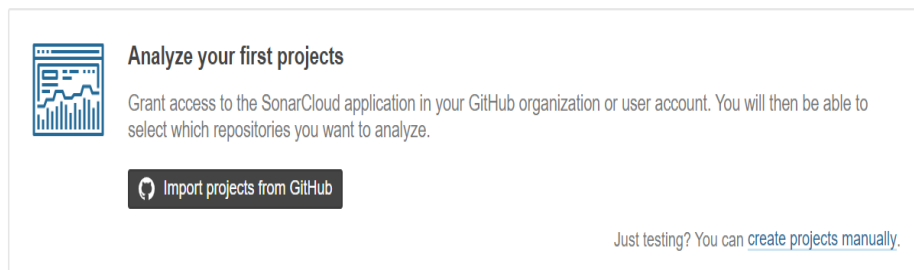 Analyze your first projects
Grant access to the SonarCloud application in your GitHub organization or user account. You will then be able to
select which repositories you want to analyze.
Import projects from GitHub
Just testing? You can create projects manually.